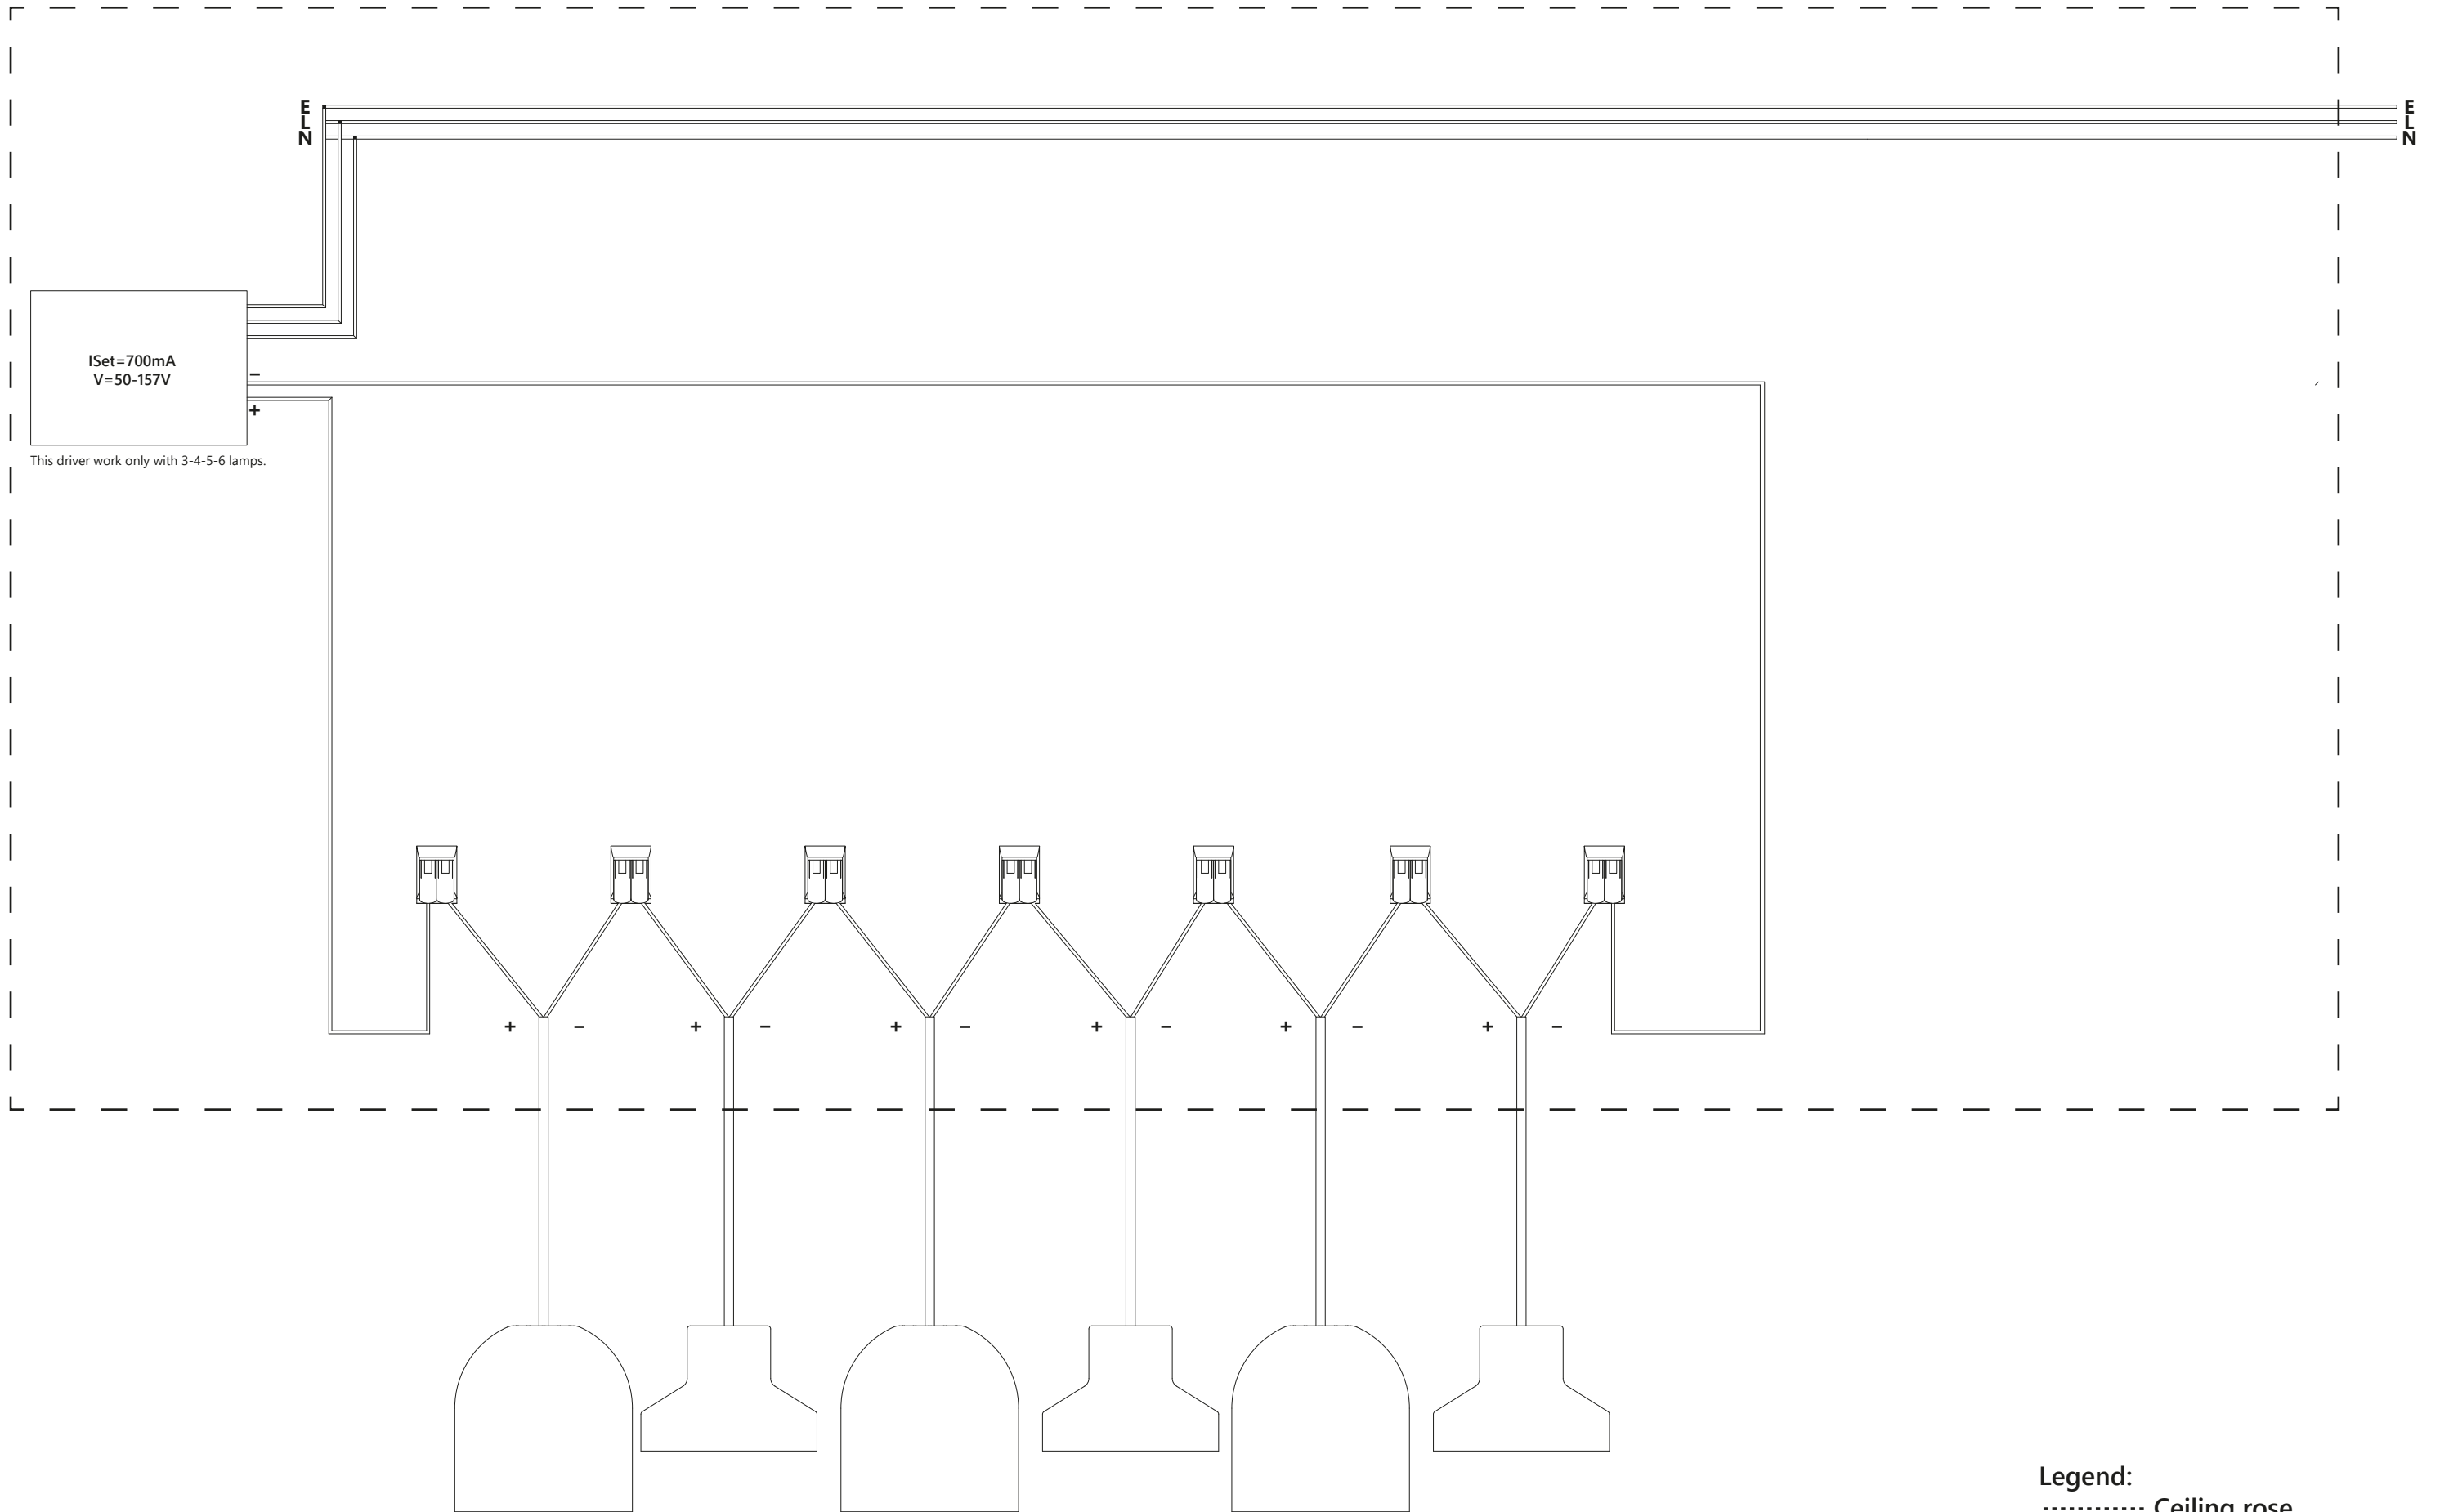 E
L
N
E
L
N
ISet=700mA
V=50-157V
–
+
This driver work only with 3-4-5-6 lamps.
+ – + – + – + – + – + –
Legend:
Ceiling rose